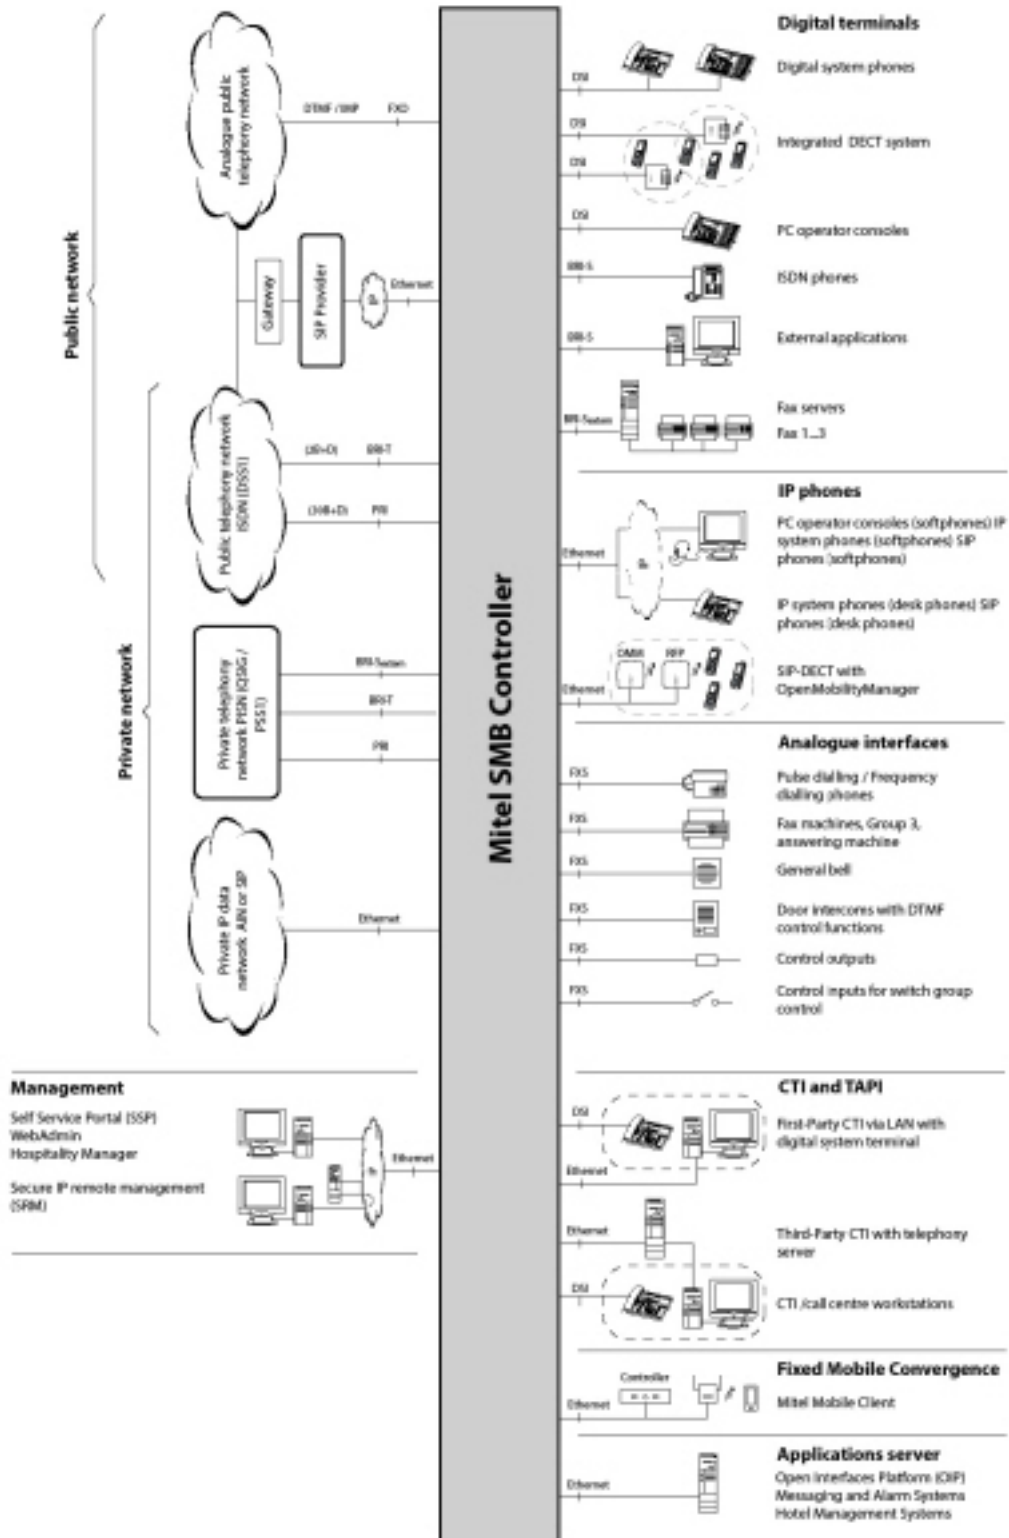 Public network
Analogue public
telephony network
DTMF / IMP
FXO
Gateway
SIP Provider
IP
Ethernet
Private network
Public telephony network
ISDN (DSS1)
(2B+D)
BRI-T
(30B+D)
PRI
Private telephony
network PISN (QSIG /
PSS1)
BRI-S external
BRI-T
PRI
Private IP data
network AIN or SIP
Ethernet
Management
Self Service Portal (SSP)
WebAdmin
Hospitality Manager
Secure IP remote management
(SRM)
IP
Ethernet
Mitel SMB Controller
Digital terminals
DSI
Digital system phones
DSI
DSI
Integrated DECT system
DSI
PC operator consoles
BRI-S
ISDN phones
BRI-S
External applications
Fax servers
Fax 1...3
IP phones
Ethernet
IP
PC operator consoles (softphones) IP
system phones (softphones) SIP
phones (softphones)
IP system phones (desk phones) SIP
phones (desk phones)
Ethernet
OMM
RFP
SIP-DECT with
OpenMobilityManager
Analogue interfaces
FXS
Pulse dialling / Frequency
dialling phones
FXS
Fax machines, Group 3,
answering machine
FXS
General bell
FXS
Door intercoms with DTMF
control functions
FXS
Control outputs
FXS
Control inputs for switch group
control
CTI and TAPI
DSI
First-Party CTI via LAN with
digital system terminal
Ethernet
Ethernet
Third-Party CTI with telephony
server
DSI
CTI /call centre workstations
Fixed Mobile Convergence
Controller
Ethernet
Mitel Mobile Client
Applications server
Ethernet
Open Interfaces Platform (OIP)
Messaging and Alarm Systems
Hotel Management Systems